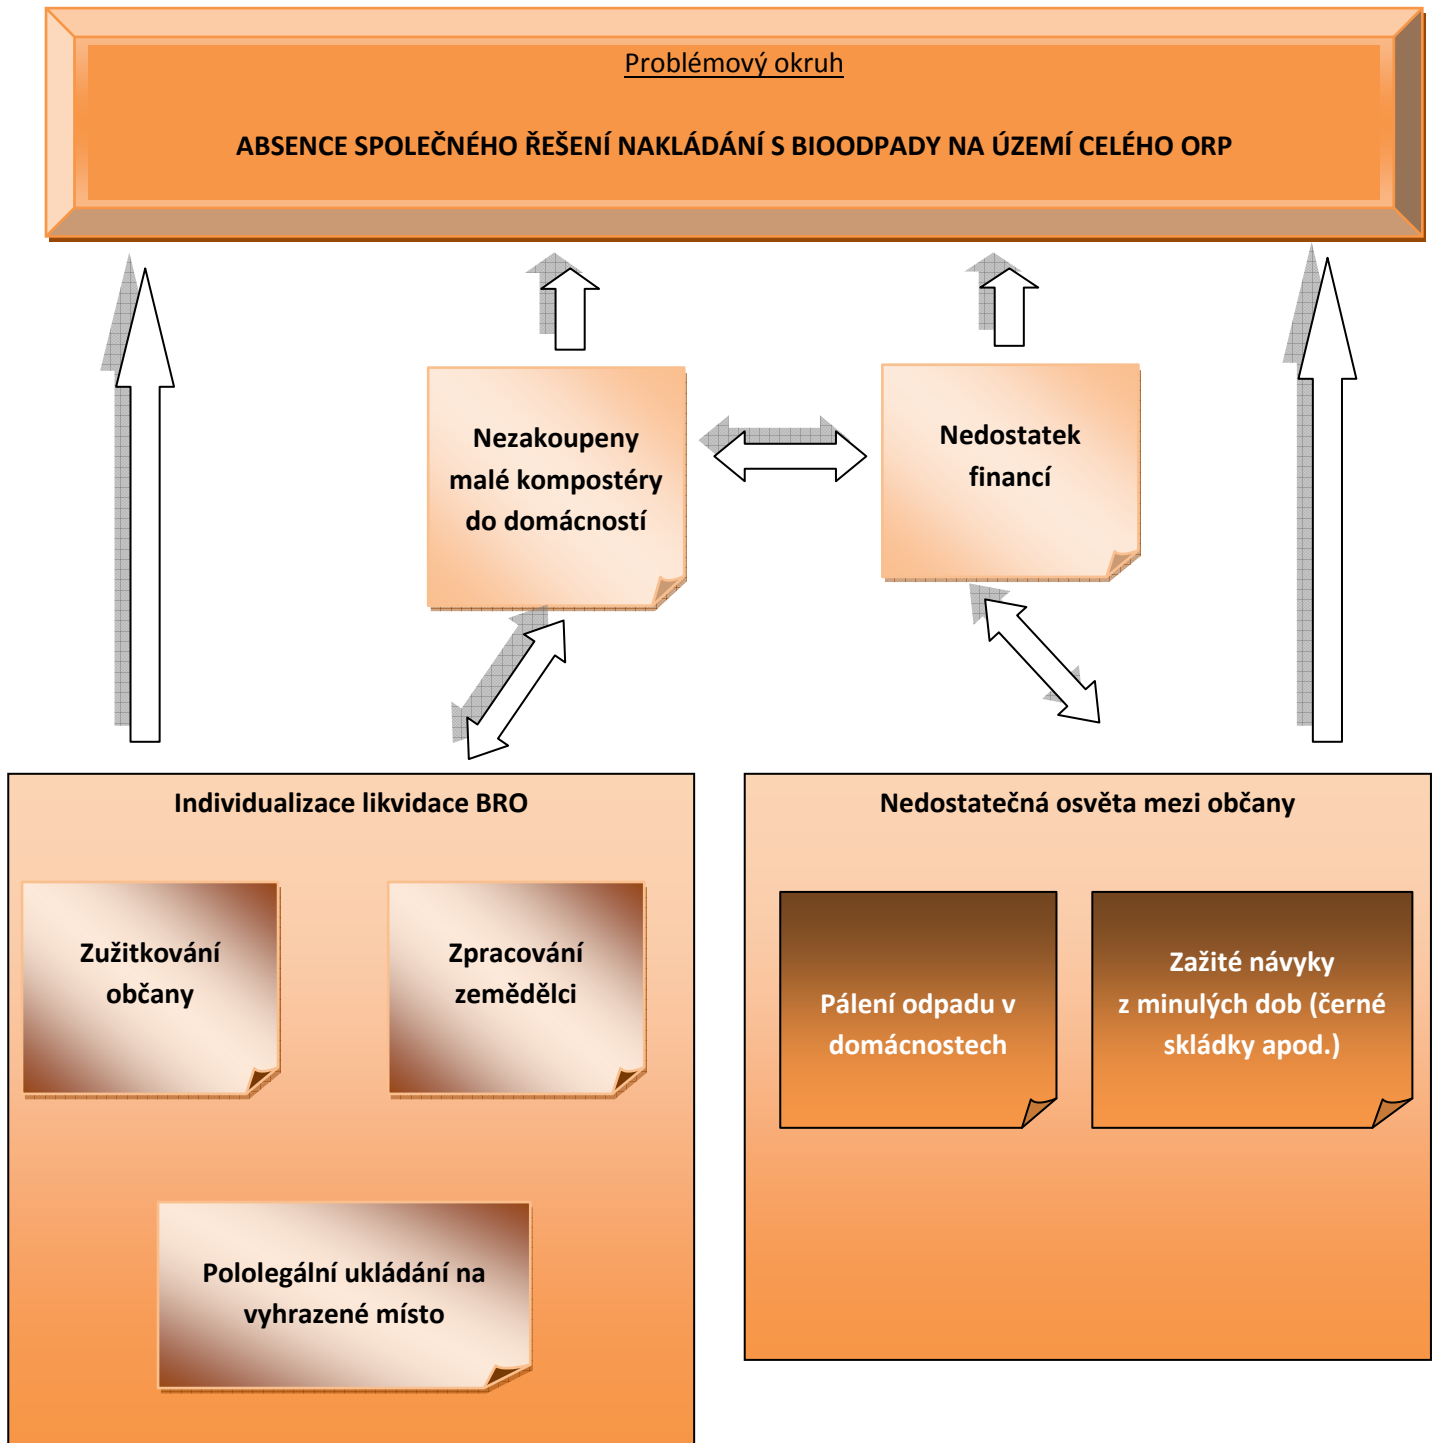 Problémový okruh
ABSENCE SPOLEČNÉHO ŘEŠENÍ NAKLÁDÁNÍ S BIOODPADY NA ÚZEMÍ CELÉHO ORP
Nezakoupeny
malé kompostéry
do domácností
Nedostatek
financí
Individualizace likvidace BRO
Zužitkování
občany
Zpracování
zemědělci
Pololegální ukládání na
vyhrazené místo
Nedostatečná osvěta mezi občany
Pálení odpadu v
domácnostech
Zažité návyky
z minulých dob (černé
skládky apod.)